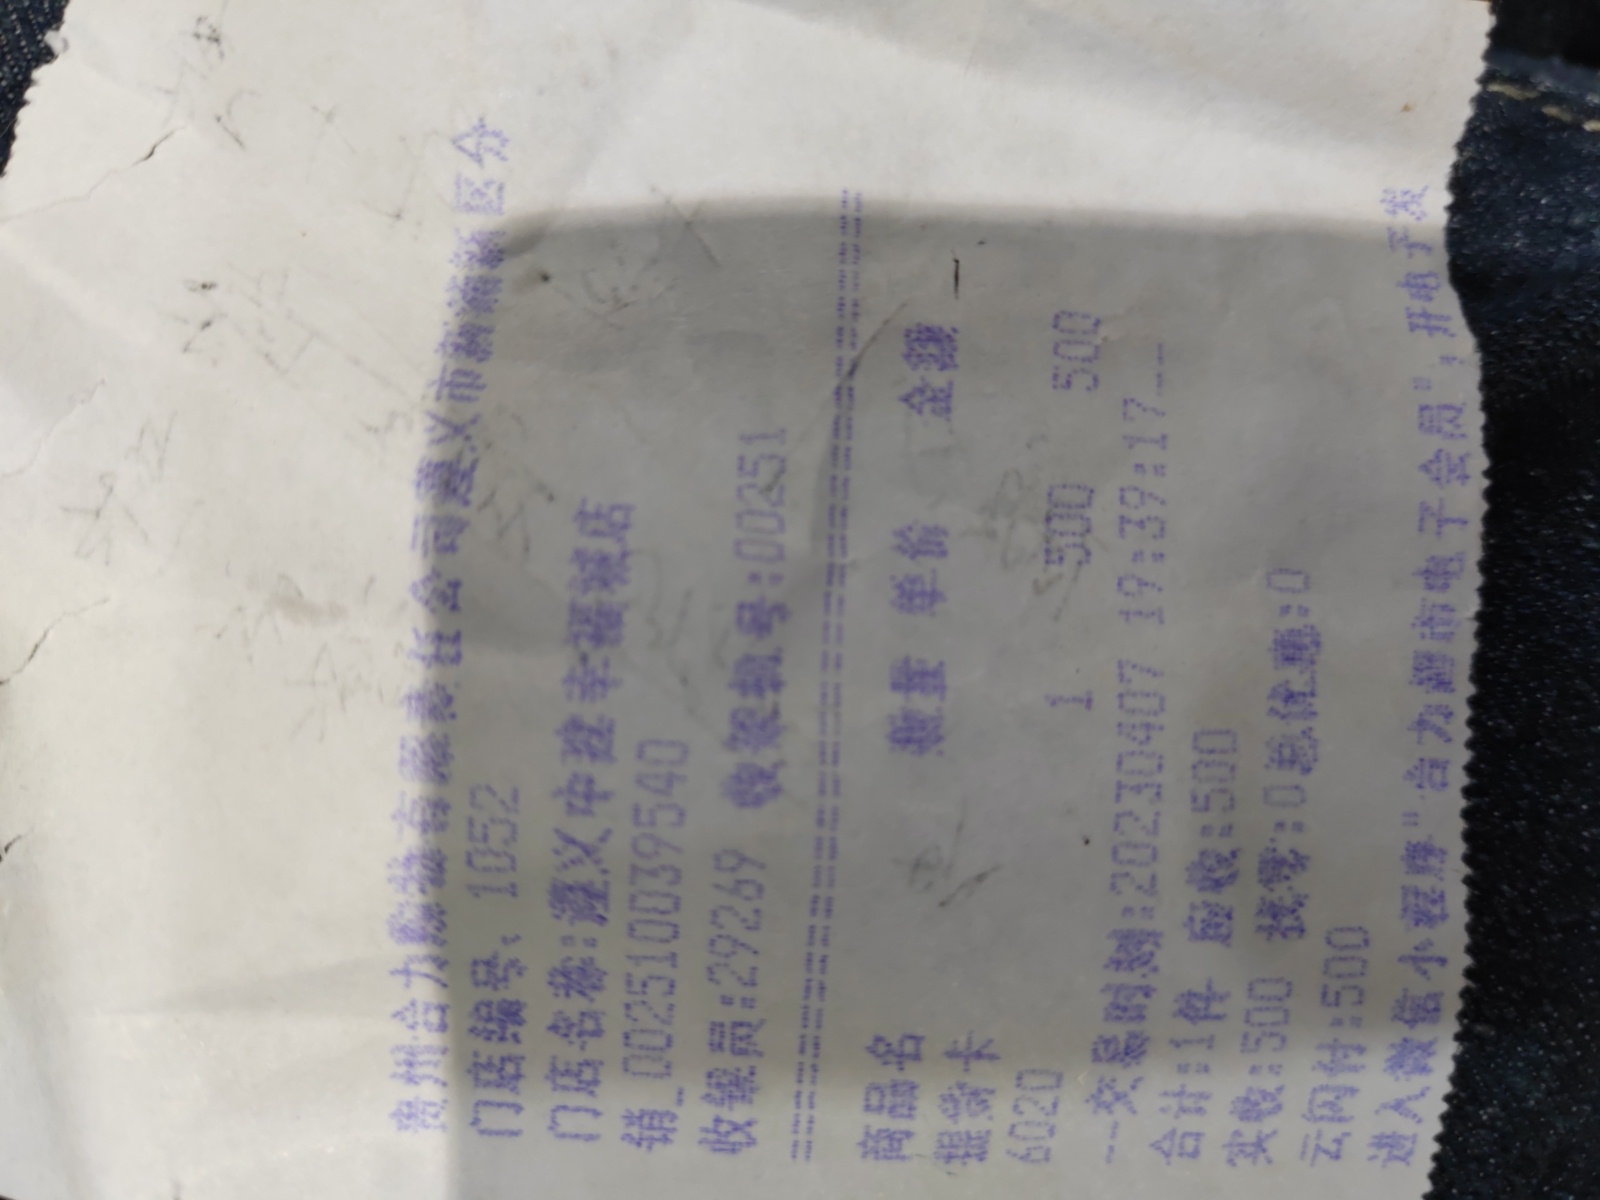 贵州合力购物有限责任公司遵义市新蒲新区分
门店编号、1052
门店名称:遵义中建幸福城店
销_002510039540
收银员:29269 收银机号:00251
================================
商品名 数量 单价 金额
提货卡
6020 1 500 500
--交易时间:20230407 19:39:17--
合计:1件 应收:500
实收:500 找零:0总优惠:0
云闪付:500
进入微信小程序"合力超市电子会员",开电子发